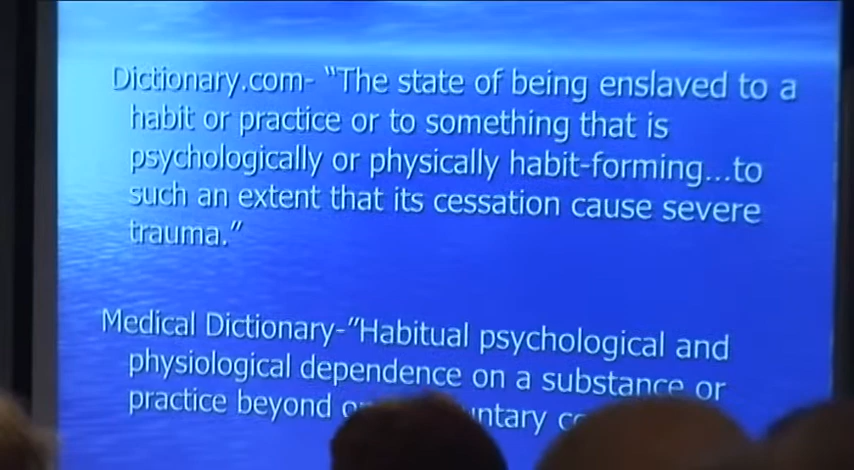 Dictionary.com- “The state of being enslaved to a
habit or practice or to something that is
psychologically or physically habit-forming...to
such an extent that its cessation cause severe
trauma.”
Medical Dictionary-”Habitual psychological and
physiological dependence on a substance or
practice beyond